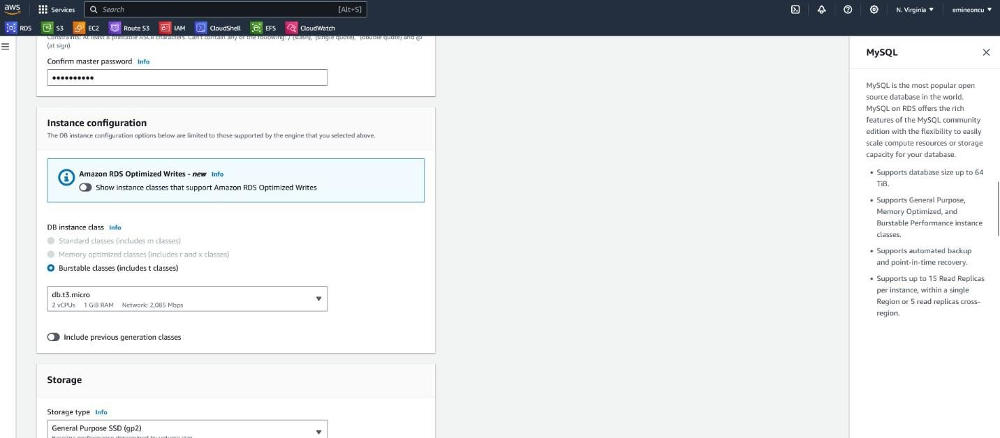 aws
Services
Search
[Alt+S]
N. Virginia
emineoncu
RDS
S3
EC2
Route 53
IAM
CloudShell
EFS
CloudWatch
Constraints: At least 8 printable ASCII characters. Can't contain any of the following: / (slash), '(single quote), "(double quote) and @
(at sign).
Confirm master password Info
••••••••••
Instance configuration
The DB instance configuration options below are limited to those supported by the engine that you selected above.
Amazon RDS Optimized Writes - new Info
Show instance classes that support Amazon RDS Optimized Writes
DB instance class Info
Standard classes (includes m classes)
Memory optimized classes (includes r and x classes)
Burstable classes (includes t classes)
db.t3.micro
2 vCPUs 1 GiB RAM Network: 2,085 Mbps
Include previous generation classes
Storage
Storage type Info
General Purpose SSD (gp2)
Baseline performance determined by volume size
MySQL
MySQL is the most popular open
source database in the world.
MySQL on RDS offers the rich
features of the MySQL community
edition with the flexibility to easily
scale compute resources or storage
capacity for your database.
• Supports database size up to 64
TiB.
• Supports General Purpose,
Memory Optimized, and
Burstable Performance instance
classes.
• Supports automated backup
and point-in-time recovery.
• Supports up to 15 Read Replicas
per instance, within a single
Region or 5 read replicas cross-
region.